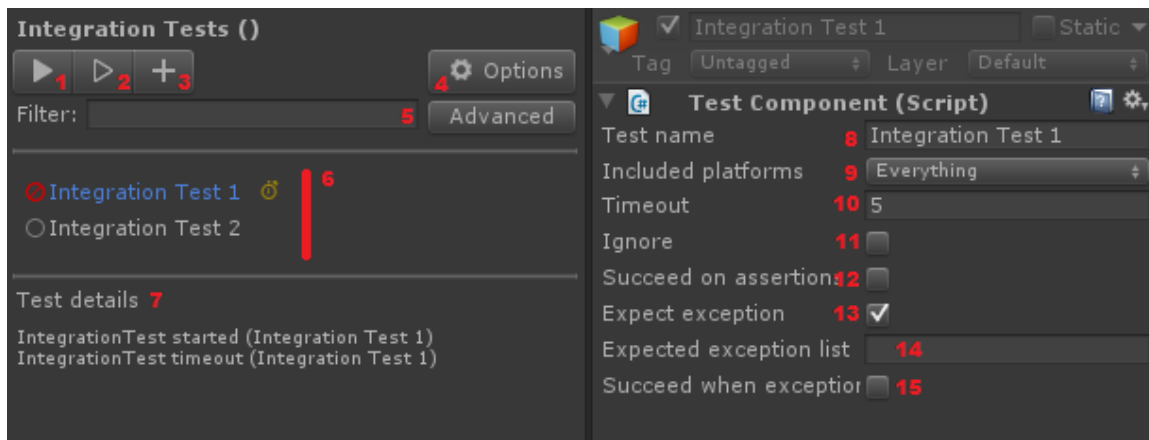 Integration Tests ()
1 2 3 4 Options
Filter: 5 Advanced
Integration Test 1 6
Integration Test 2
Test details 7
IntegrationTest started (Integration Test 1)
IntegrationTest timeout (Integration Test 1)
Integration Test 1 Static
Tag Untagged Layer Default
C# Test Component (Script) ?
Test name 8 Integration Test 1
Included platforms 9 Everything
Timeout 10 5
Ignore 11
Succeed on assertions 12
Expect exception 13
Expected exception list 14
Succeed when exception 15